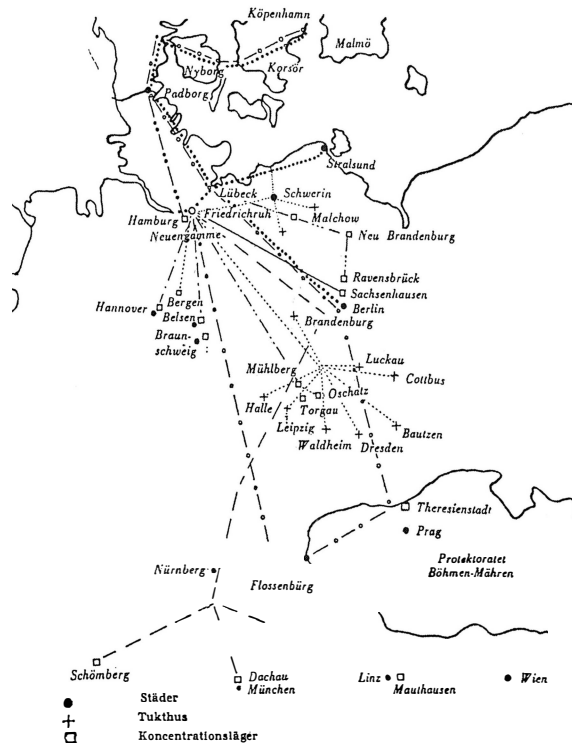 Köpenhamn
Malmö
Nyborg
Korsör
Padborg
Stralsund
Lübeck
Schwerin
Hamburg
Friedrichruh
Malchow
Neuengamme
Neu Brandenburg
Ravensbrück
Sachsenhausen
Hannover
Bergen
Berlin
Belsen
Brandenburg
Braun-
schweig
Luckau
Mühlberg
Cottbus
Oschatz
Halle
Torgau
Leipzig
Bautzen
Waldheim
Dresden
Theresienstadt
Prag
Protektoratet
Böhmen-Mähren
Nürnberg
Flossenbürg
Schömberg
Dachau
München
Linz
Mauthausen
Wien
Städer
Tukthus
Koncentrationsläger